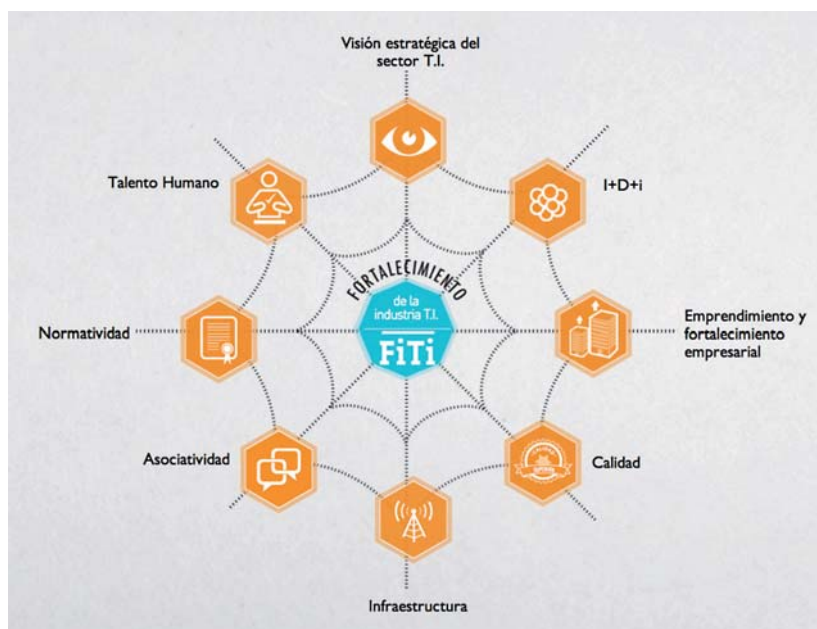 Visión estratégica del
sector T.I.
Talento Humano
I+D+i
FORTALECIMIENTO
de la
industria T.I.
FiTi
Normatividad
Emprendimiento y
fortalecimiento
empresarial
Asociatividad
Calidad
Infraestructura